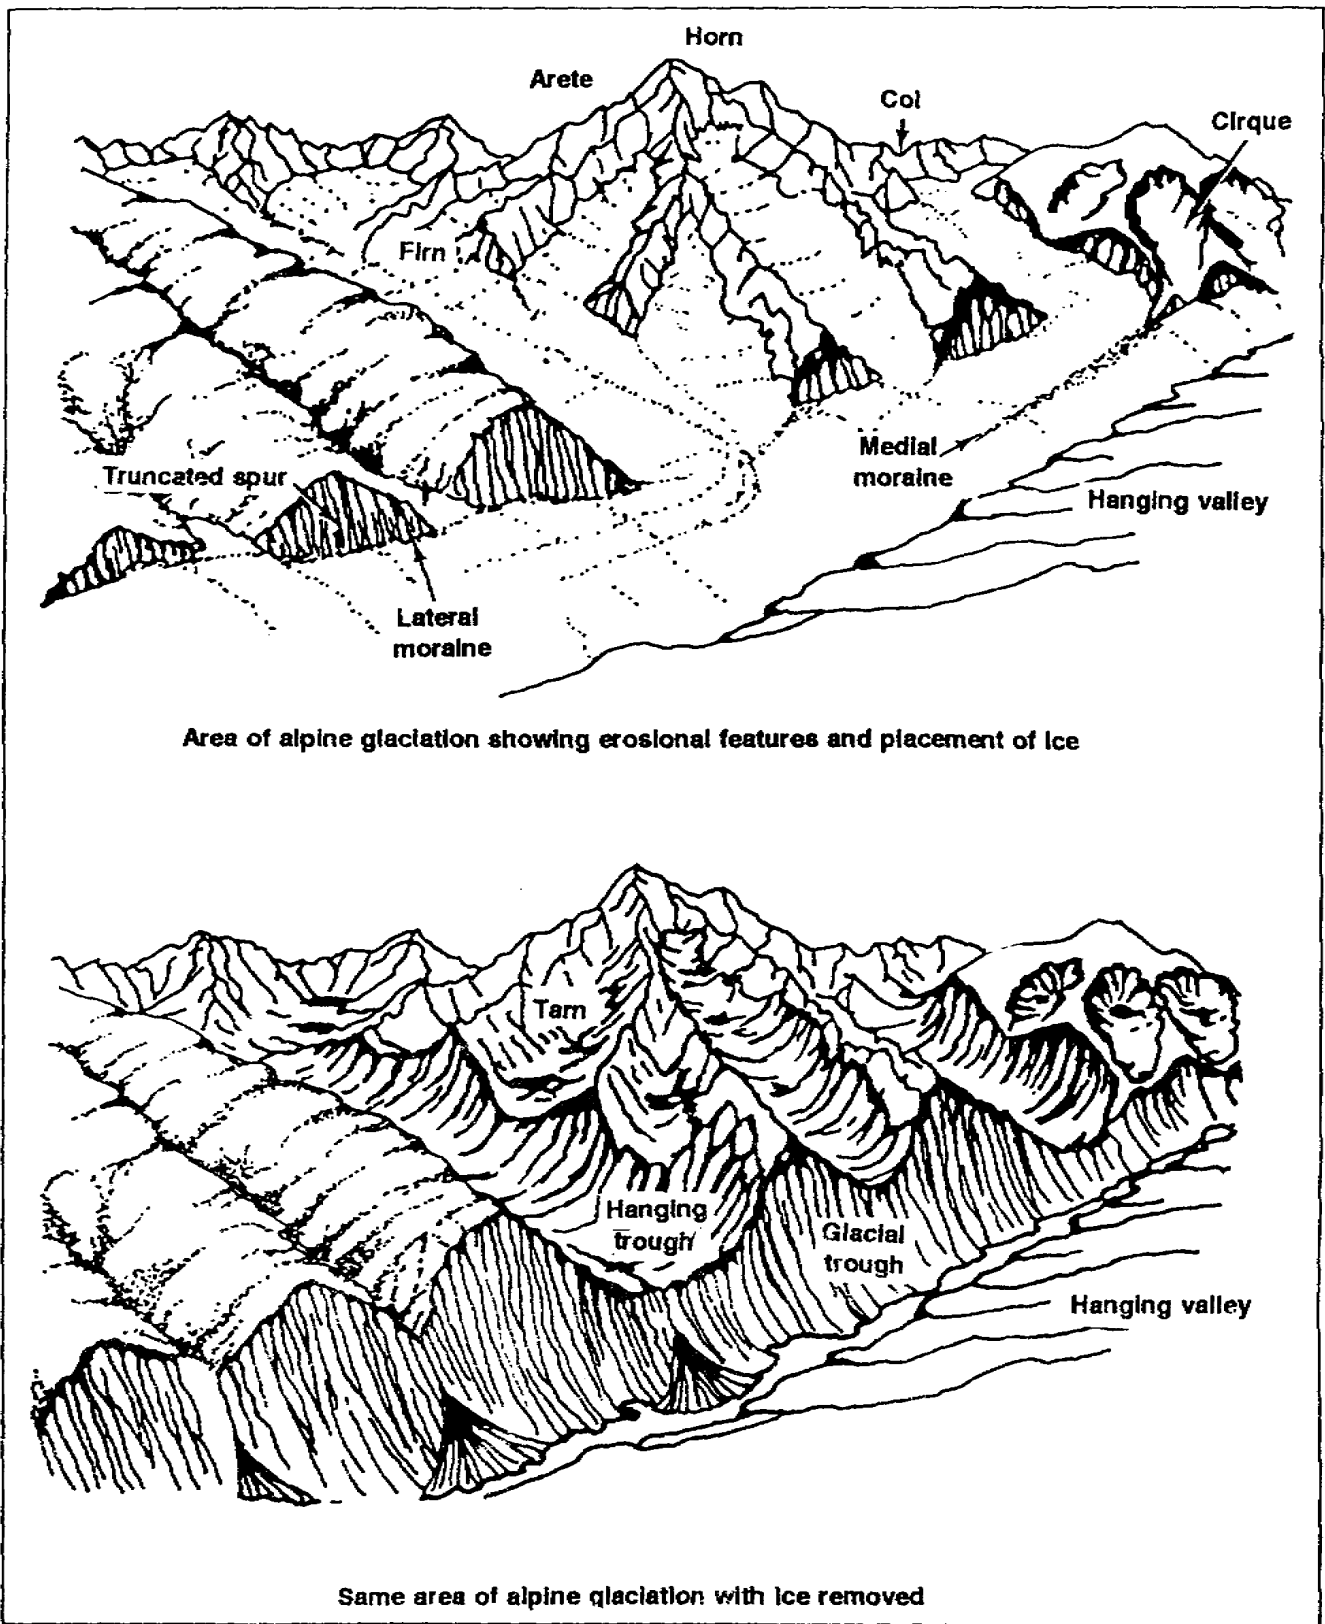 Horn
Arete
Col
Cirque
Firn
Medial
moraine
Truncated spur
Hanging valley
Lateral
moraine
Area of alpine glaciation showing erosional features and placement of ice
Tarn
Hanging
trough
Glacial
trough
Hanging valley
Same area of alpine glaciation with ice removed